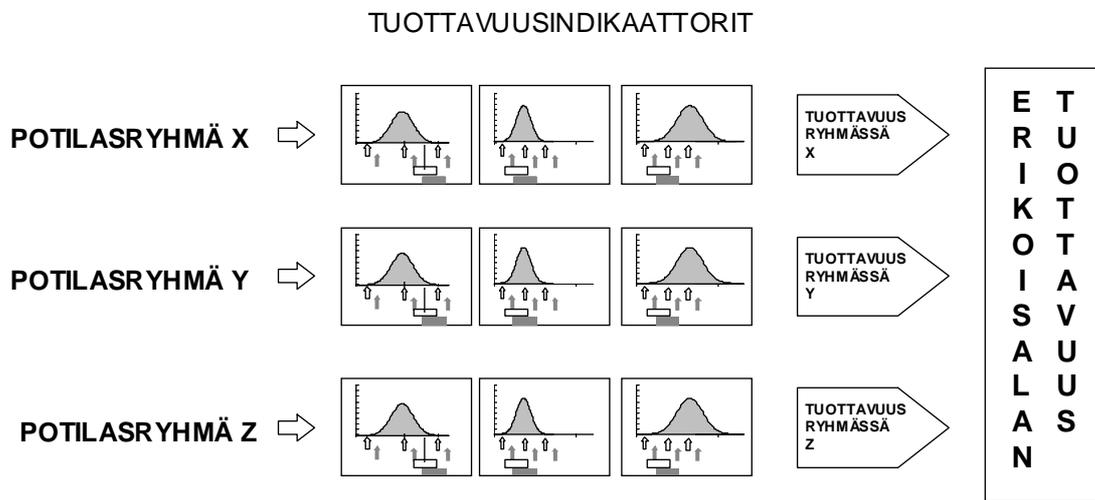 TUOTTAVUUSINDIKAATTORIT
POTILASRYHMÄ X
TUOTTAVUUS
RYHMÄSSÄ
X
POTILASRYHMÄ Y
TUOTTAVUUS
RYHMÄSSÄ
Y
POTILASRYHMÄ Z
TUOTTAVUUS
RYHMÄSSÄ
Z
ERIKOISALAN
TUOTTAVUUS